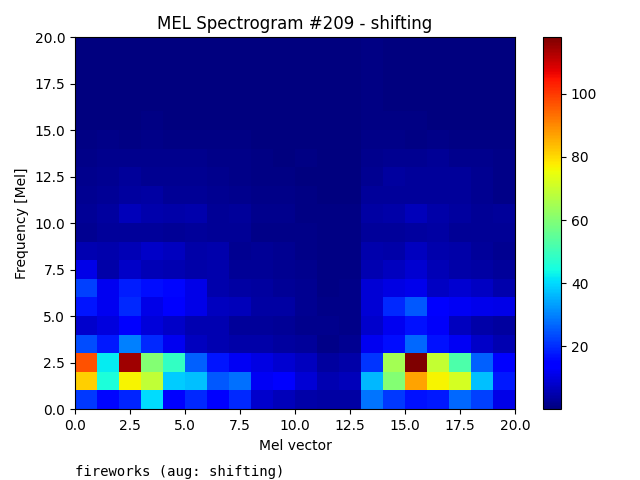 MEL Spectrogram #209 - shifting
20.0
17.5
15.0
12.5
10.0
7.5
5.0
2.5
0.0
Frequency [Mel]
0.0 2.5 5.0 7.5 10.0 12.5 15.0 17.5 20.0
Mel vector
100
80
60
40
20
fireworks (aug: shifting)